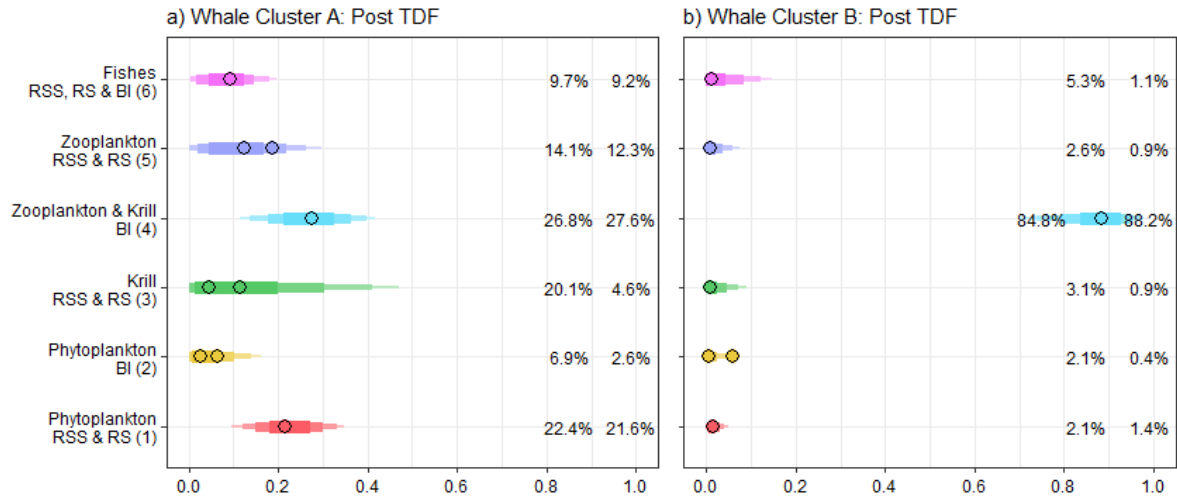 a) Whale Cluster A: Post TDF
b) Whale Cluster B: Post TDF
Fishes
RSS, RS & BI (6)
9.7% 9.2%
5.3% 1.1%
Zooplankton
RSS & RS (5)
14.1% 12.3%
2.6% 0.9%
Zooplankton & Krill
BI (4)
26.8% 27.6%
84.8% 88.2%
Krill
RSS & RS (3)
20.1% 4.6%
3.1% 0.9%
Phytoplankton
BI (2)
6.9% 2.6%
2.1% 0.4%
Phytoplankton
RSS & RS (1)
22.4% 21.6%
2.1% 1.4%
0.0 0.2 0.4 0.6 0.8 1.0
0.0 0.2 0.4 0.6 0.8 1.0